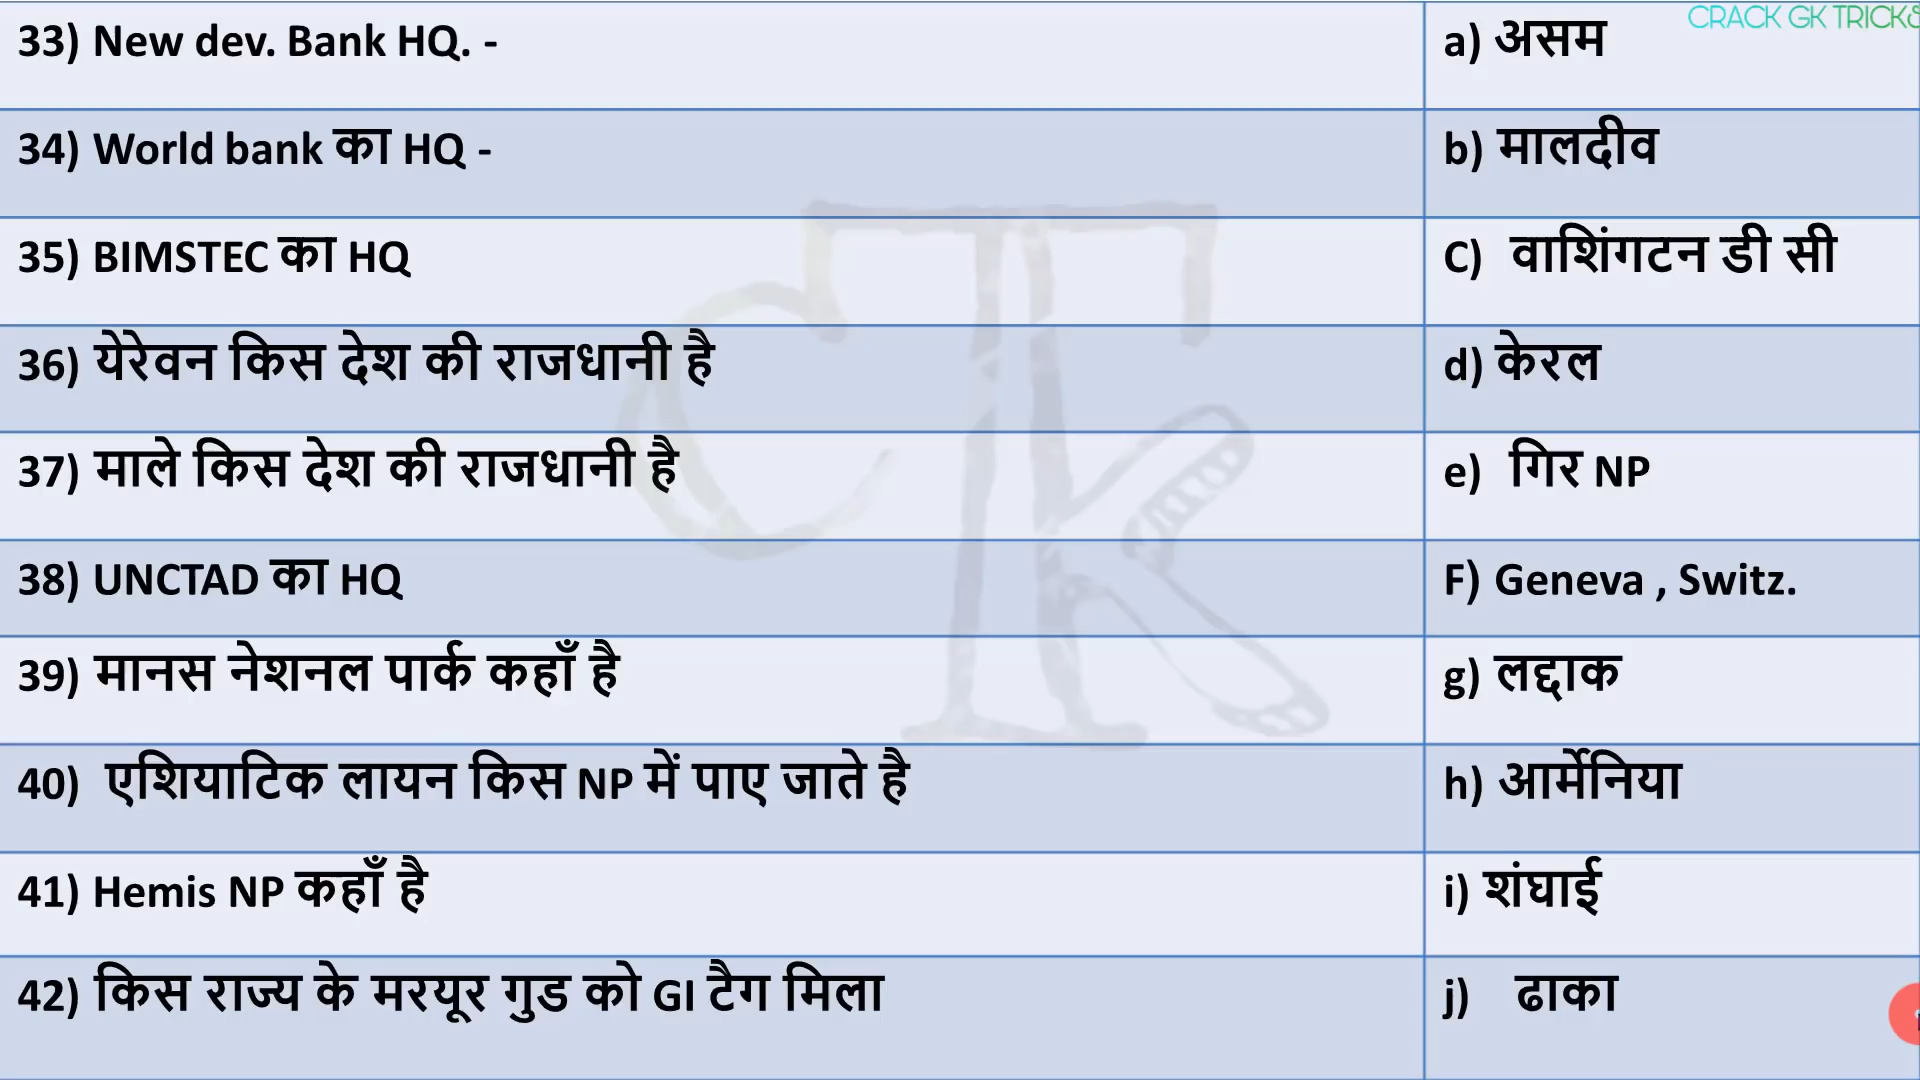 33) New dev. Bank HQ. -
a) असम
CRACK GK TRICKS
34) World bank का HQ -
b) मालदीव
35) BIMSTEC का HQ
C) वाशिंगटन डी सी
36) येरेवन किस देश की राजधानी है
d) केरल
37) माले किस देश की राजधानी है
e) गिर NP
38) UNCTAD का HQ
F) Geneva , Switz.
39) मानस नेशनल पार्क कहाँ है
g) लद्दाक
40) एशियाटिक लायन किस NP में पाए जाते है
h) आर्मेनिया
41) Hemis NP कहाँ है
i) शंघाई
42) किस राज्य के मरयूर गुड को GI टैग मिला
j) ढाका
CTK